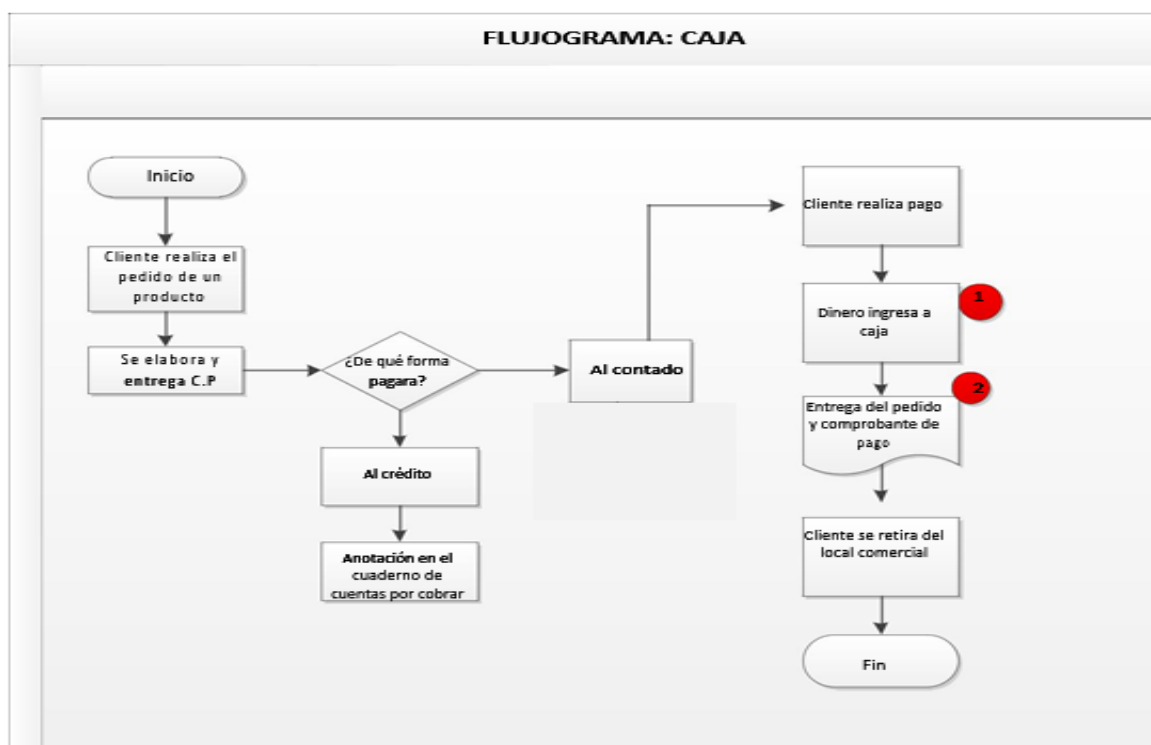 FLUJOGRAMA: CAJA
Inicio
Cliente realiza el
pedido de un
producto
Se elabora y
entrega C.P
¿De qué forma
pagara?
Al crédito
Anotación en el
cuaderno de
cuentas por cobrar
Al contado
Cliente realiza pago
Dinero ingresa a
caja
1
Entrega del pedido
y comprobante de
pago
2
Cliente se retira del
local comercial
Fin